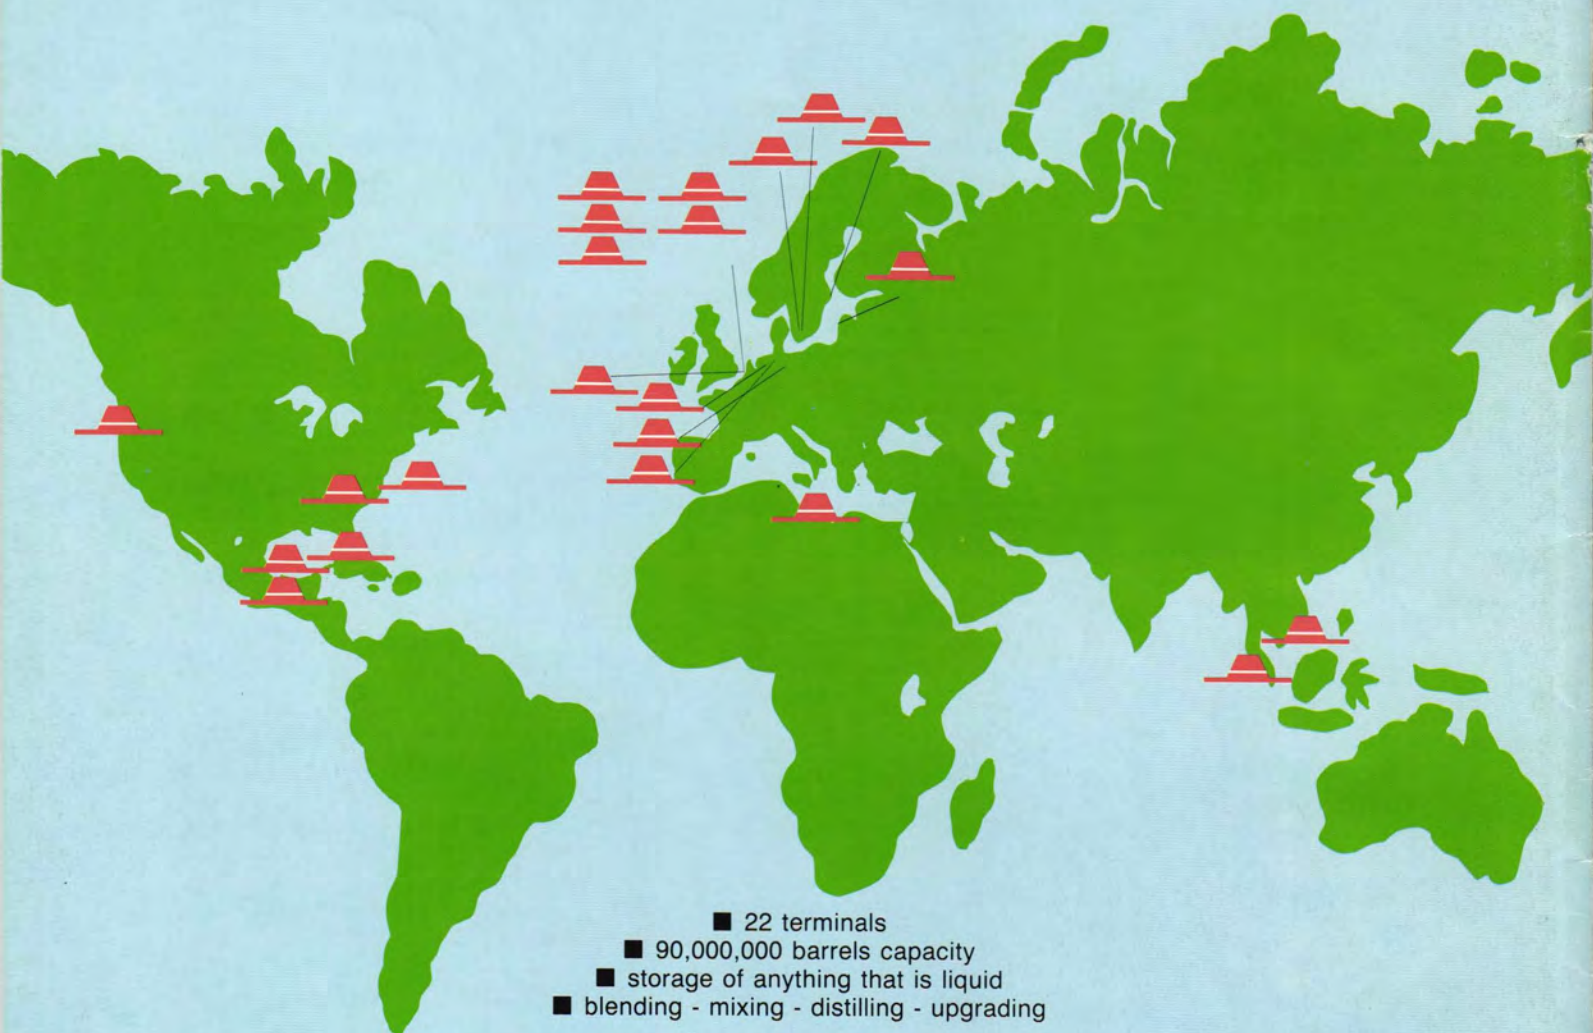 ■ 22 terminals
■ 90,000,000 barrels capacity
■ storage of anything that is liquid
■ blending - mixing - distilling - upgrading